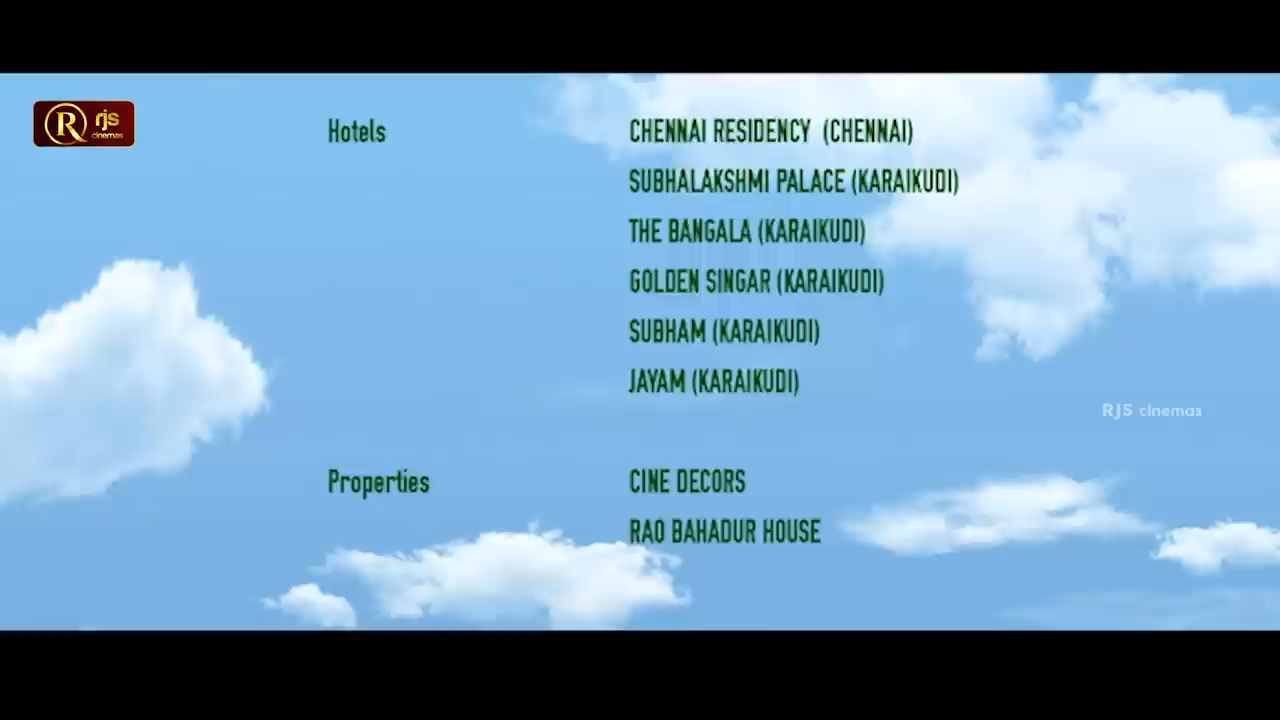 R rjs cinemas
Hotels CHENNAI RESIDENCY (CHENNAI)
SUBHALAKSHMI PALACE (KARAIKUDI)
THE BANGALA (KARAIKUDI)
GOLDEN SINGAR (KARAIKUDI)
SUBHAM (KARAIKUDI)
JAYAM (KARAIKUDI)
RJS cinemas
Properties CINE DECORS
RAO BAHADUR HOUSE